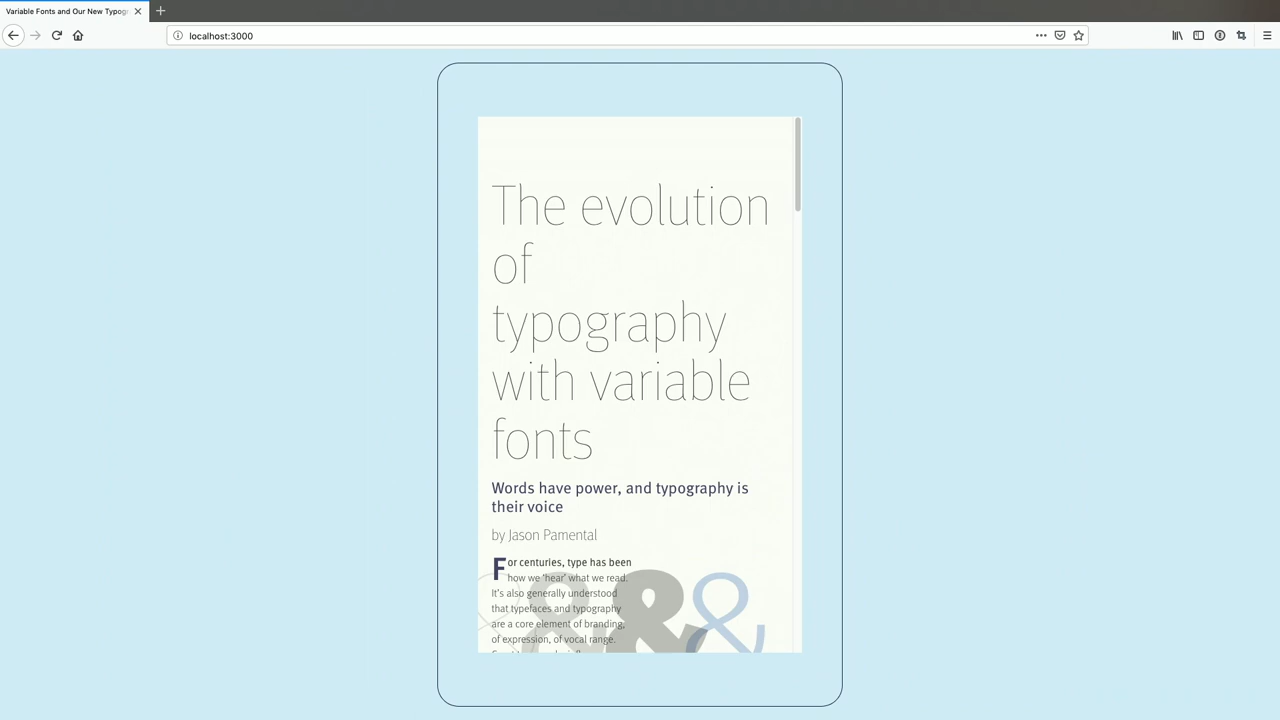 Variable Fonts and Our New Typogr
localhost:3000
The evolution
of
typography
with variable
fonts
Words have power, and typography is
their voice
by Jason Pamental
For centuries, type has been
how we ‘hear’ what we read.
It’s also generally understood
that typefaces and typography
are a core element of branding,
of expression, of vocal range.
& & & &